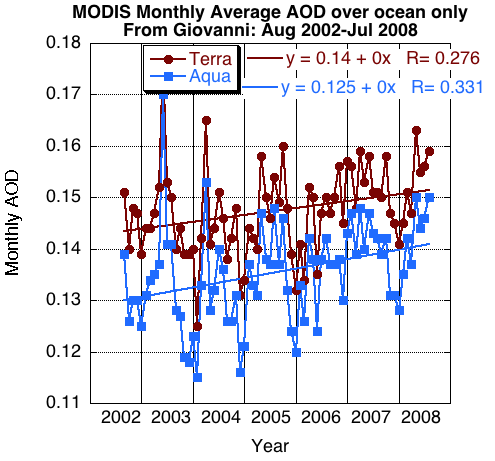 MODIS Monthly Average AOD over ocean only
From Giovanni: Aug 2002-Jul 2008
Terra
y = 0.14 + 0x R= 0.276
Aqua
y = 0.125 + 0x R= 0.331
Monthly AOD
0.18
0.17
0.16
0.15
0.14
0.13
0.12
0.11
2002 2003 2004 2005 2006 2007 2008
Year